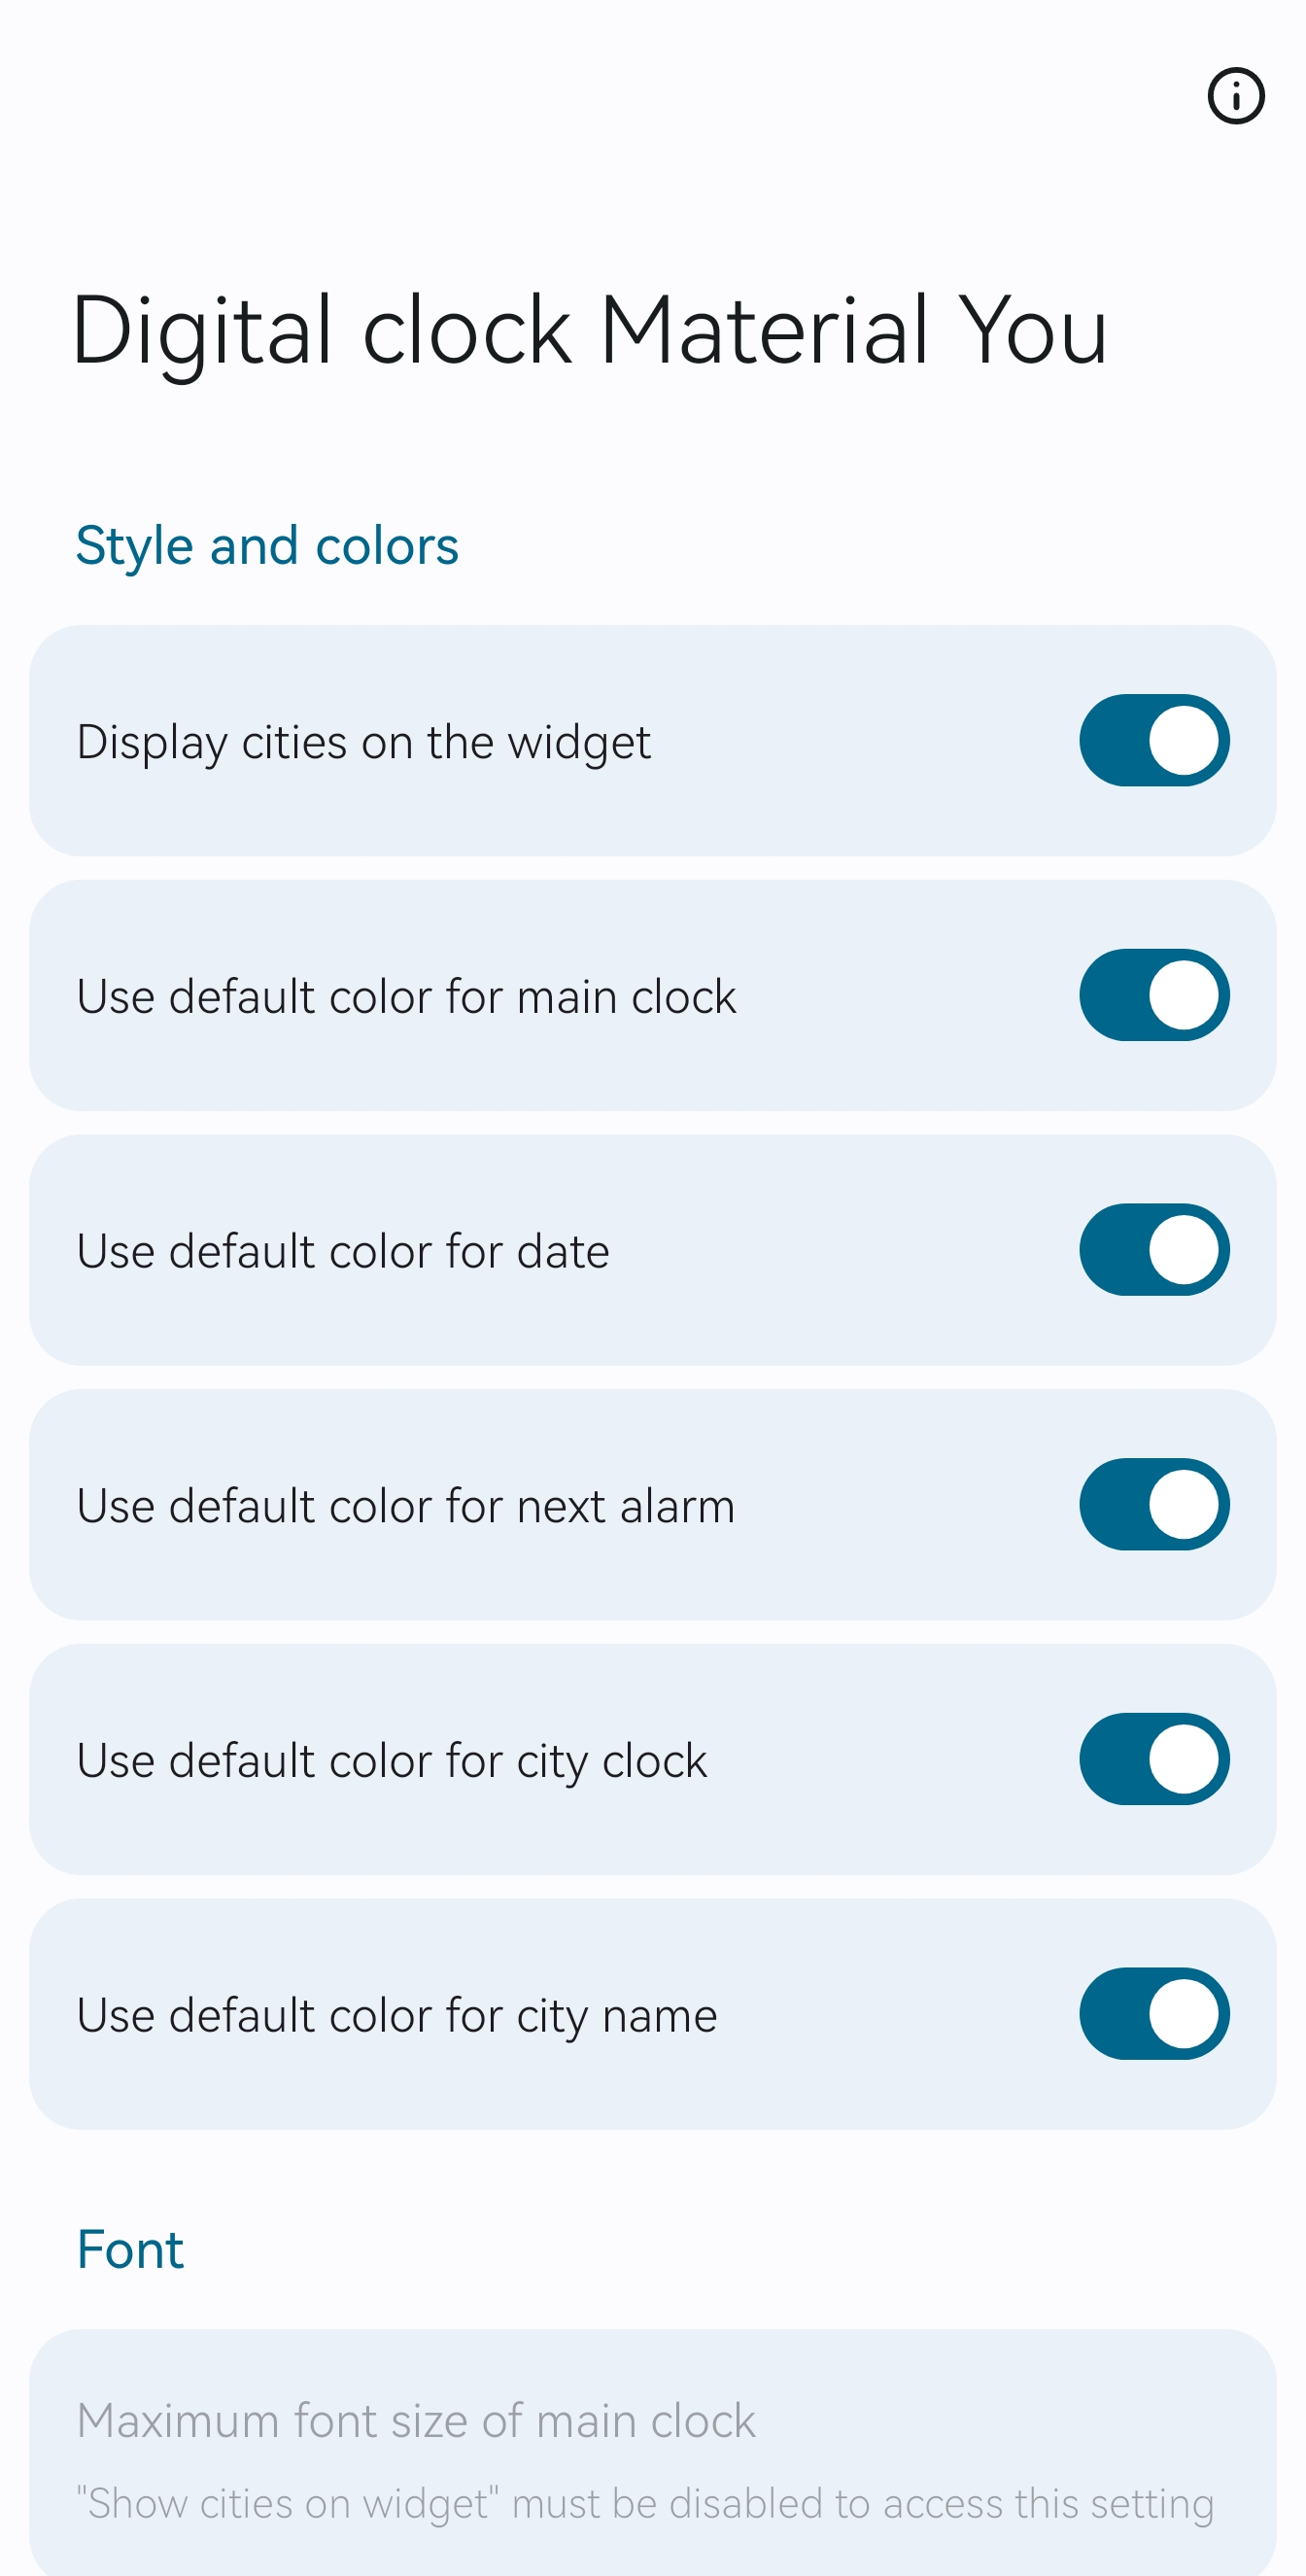 Digital clock Material You
Style and colors
Display cities on the widget
Use default color for main clock
Use default color for date
Use default color for next alarm
Use default color for city clock
Use default color for city name
Font
Maximum font size of main clock
"Show cities on widget" must be disabled to access this setting